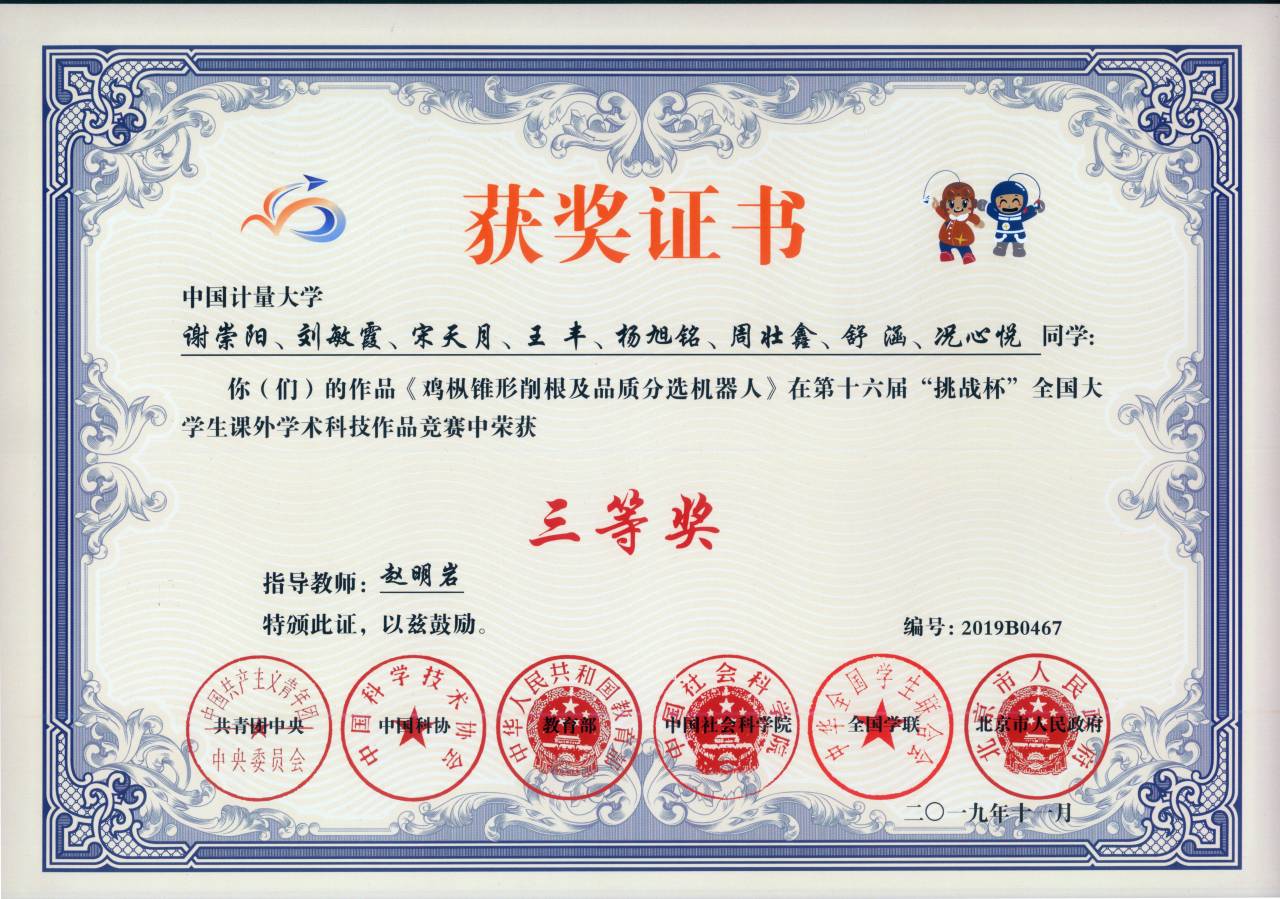 获奖证书
中国计量大学
谢崇阳、刘敏霞、宋天月、王丰、杨旭铭、周壮鑫、舒涵、况心悦 同学:
你（们）的作品《鸡枞锥形削根及品质分选机器人》在第十六届“挑战杯”全国大
学生课外学术科技作品竞赛中荣获
三等奖
指导教师: 赵明岩
特颁此证，以兹鼓励。
编号: 2019B0467
中国共产主义青年团 中国科学技术协会 中华人民共和国教育部 中国社会科学院 中华全国学生联合会 北京市人民政府
共青团中央 中国科协 教育部 中国社会科学院 全国学联 北京市人民政府
中央委员会
二〇一九年十一月